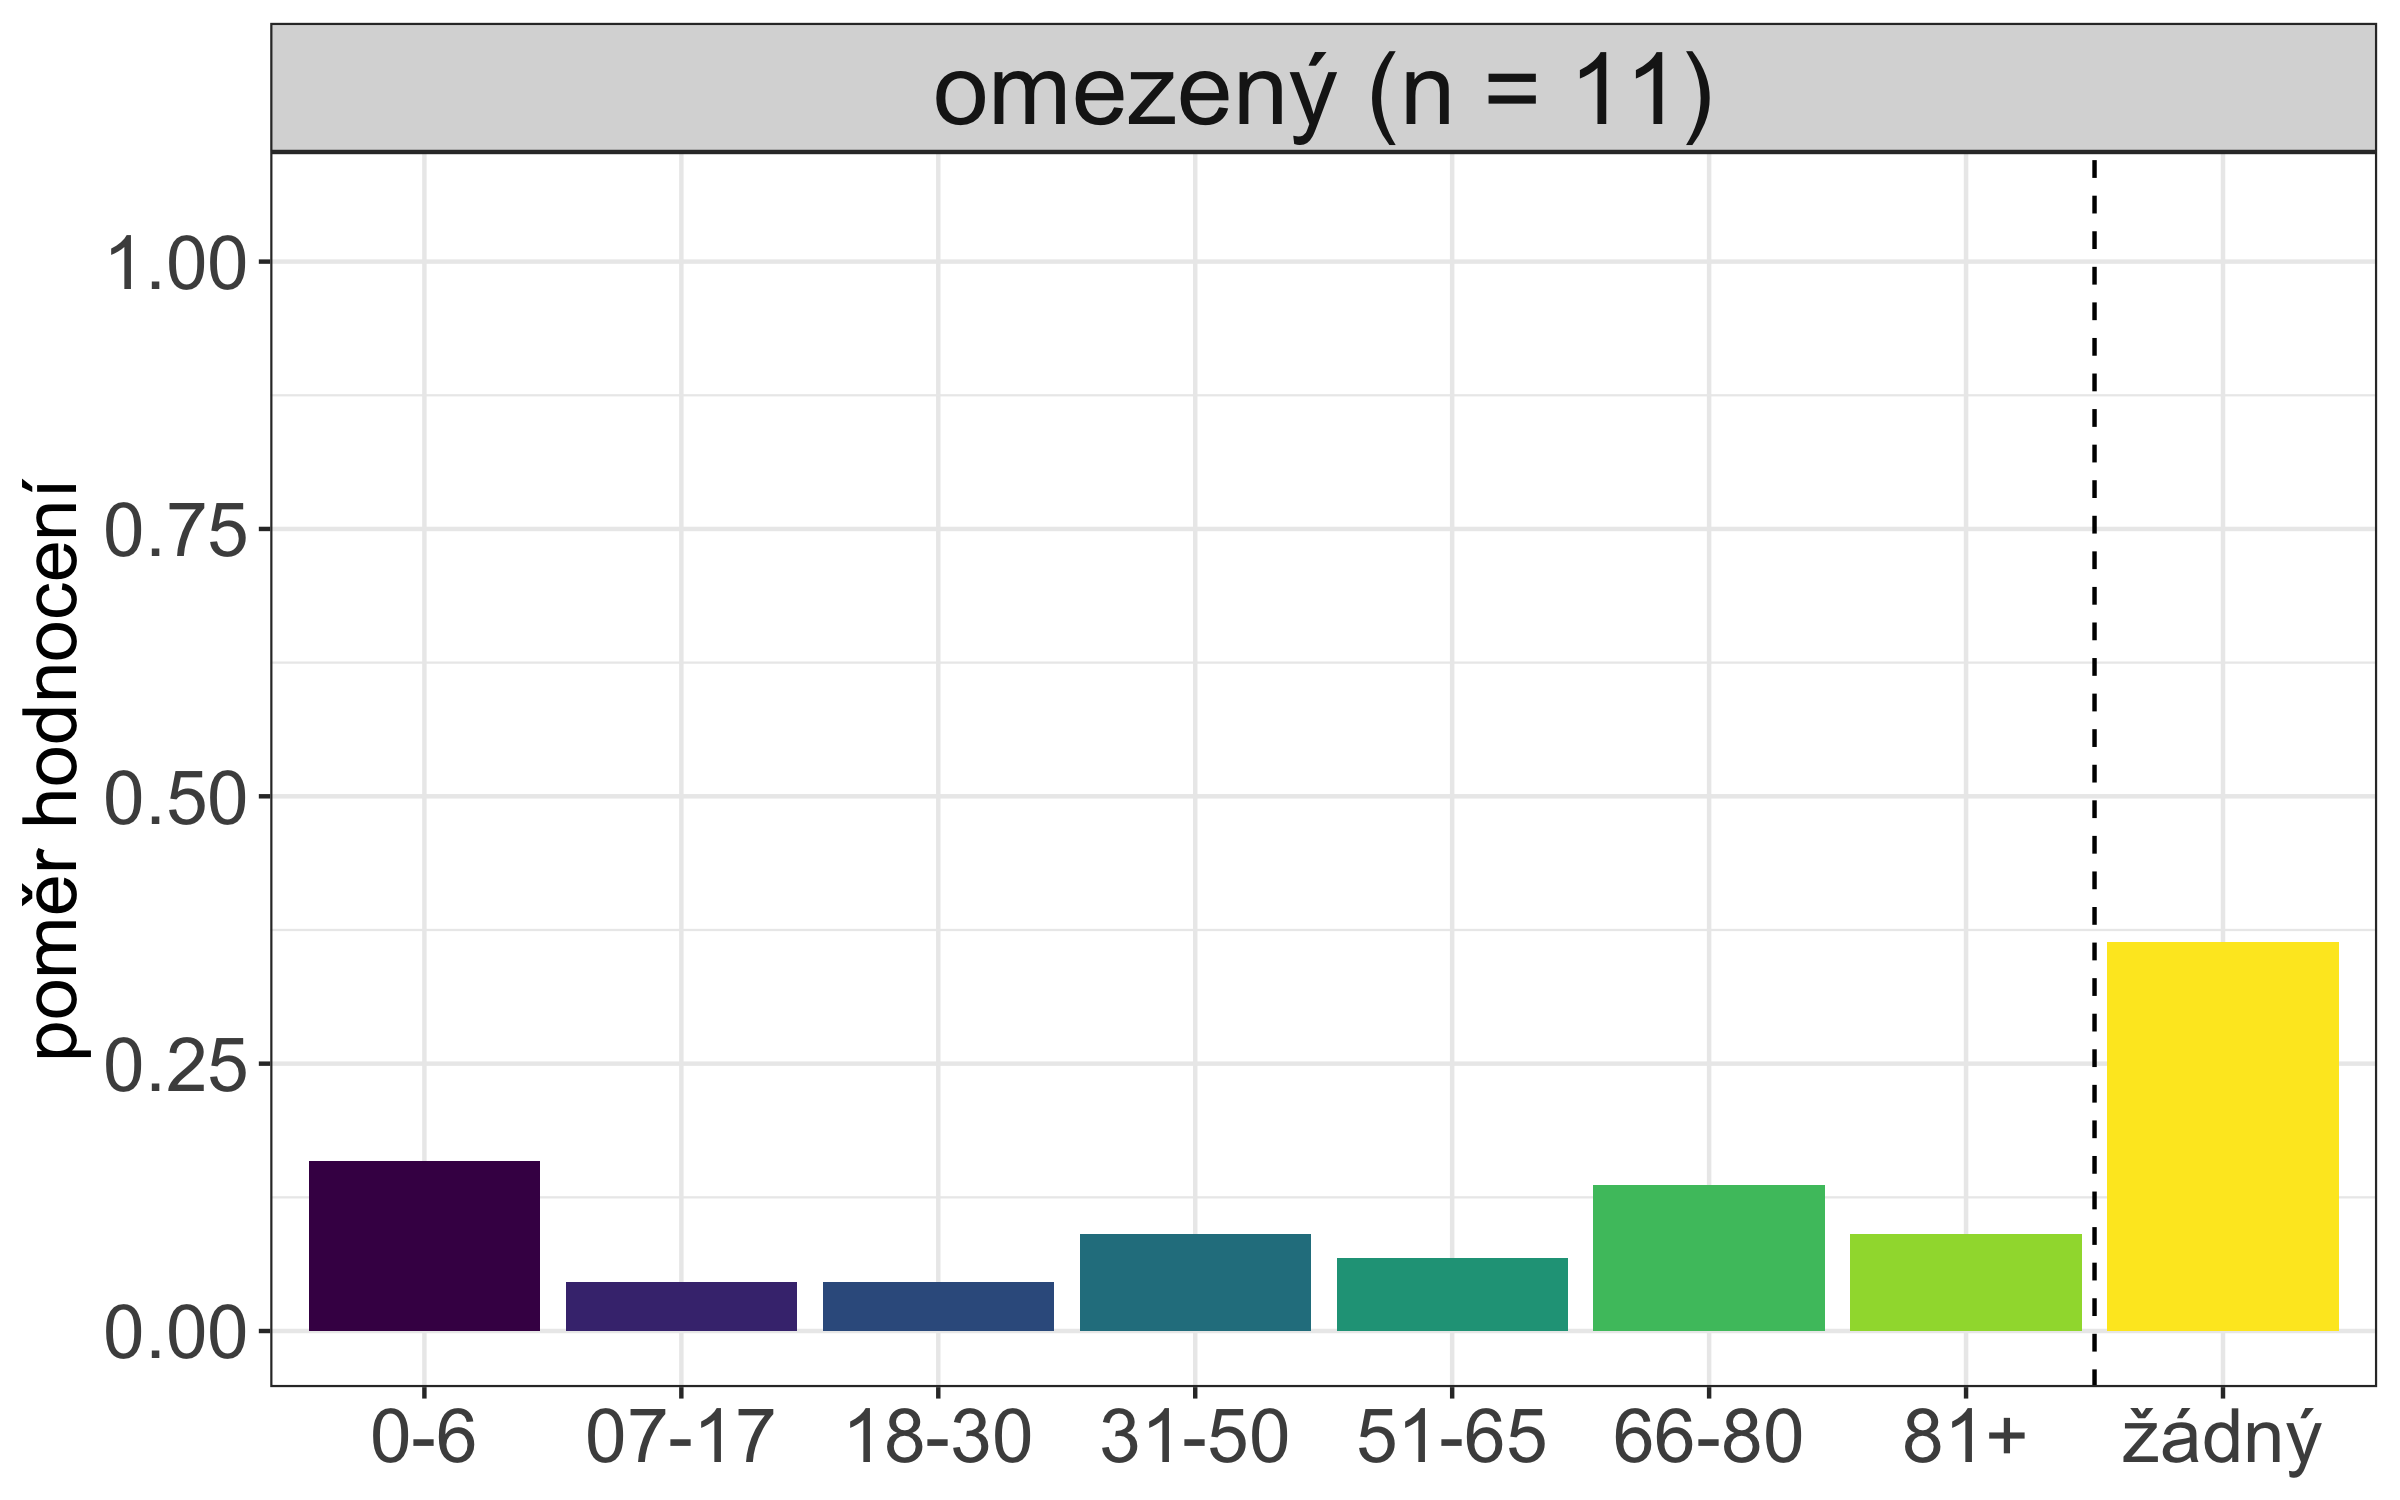 omezený (n = 11)
poměr hodnocení
1.00
0.75
0.50
0.25
0.00
0-6 07-17 18-30 31-50 51-65 66-80 81+ žádný